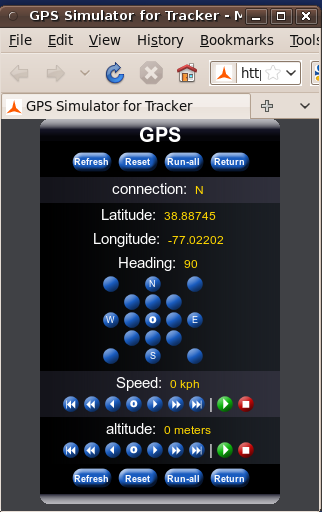 GPS Simulator for Tracker - M
File Edit View History Bookmarks Tools
http
GPS Simulator for Tracker
GPS
Refresh Reset Run-all Return
connection: N
Latitude: 38.88745
Longitude: -77.02202
Heading: 90
N
W O E
S
Speed: 0 kph
O
altitude: 0 meters
O
Refresh Reset Run-all Return